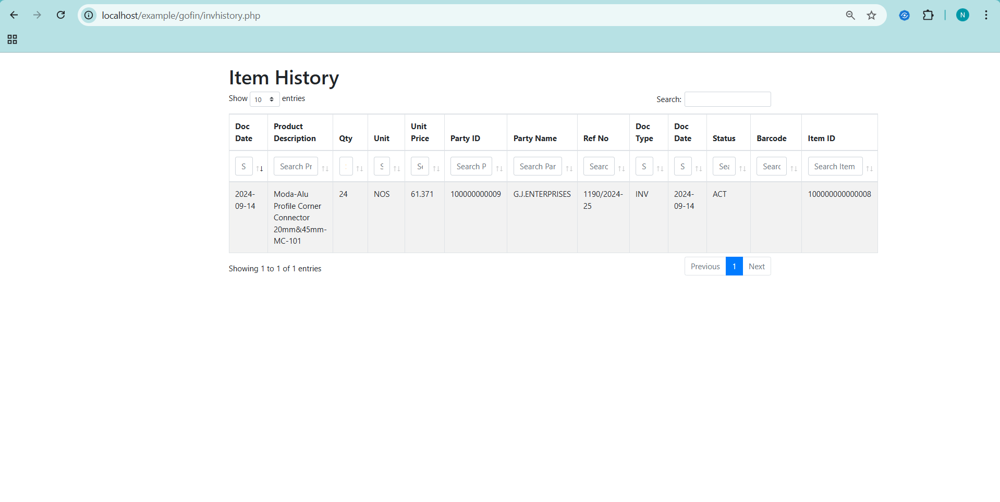 localhost/example/gofin/invhistory.php
N
Item History
Show 10 entries
Search:
Doc Date Product Description Qty Unit Unit Price Party ID Party Name Ref No Doc Type Doc Date Status Barcode Item ID
S Search Pr S Se Search P Search Par Searc S S Sea Searc Search Item
2024-09-14 Moda-Alu Profile Corner Connector 20mm&45mm-MC-101 24 NOS 61.371 100000000009 G.J.ENTERPRISES 1190/2024-25 INV 2024-09-14 ACT 100000000000008
Showing 1 to 1 of 1 entries
Previous 1 Next